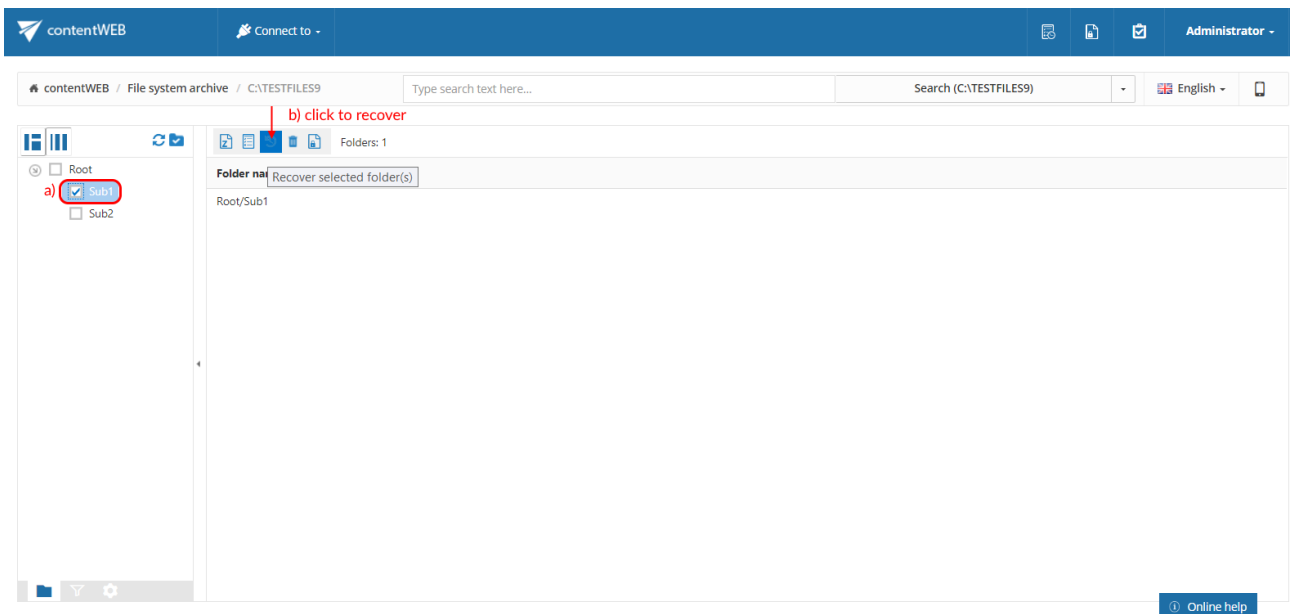 contentWEB
Connect to
Administrator
contentWEB / File system archive / C:\TESTFILES9
Type search text here...
Search (C:\TESTFILES9)
English
b) click to recover
Folders: 1
Root
Folder
Recover selected folder(s)
a) Sub1
Root/Sub1
Sub2
Online help